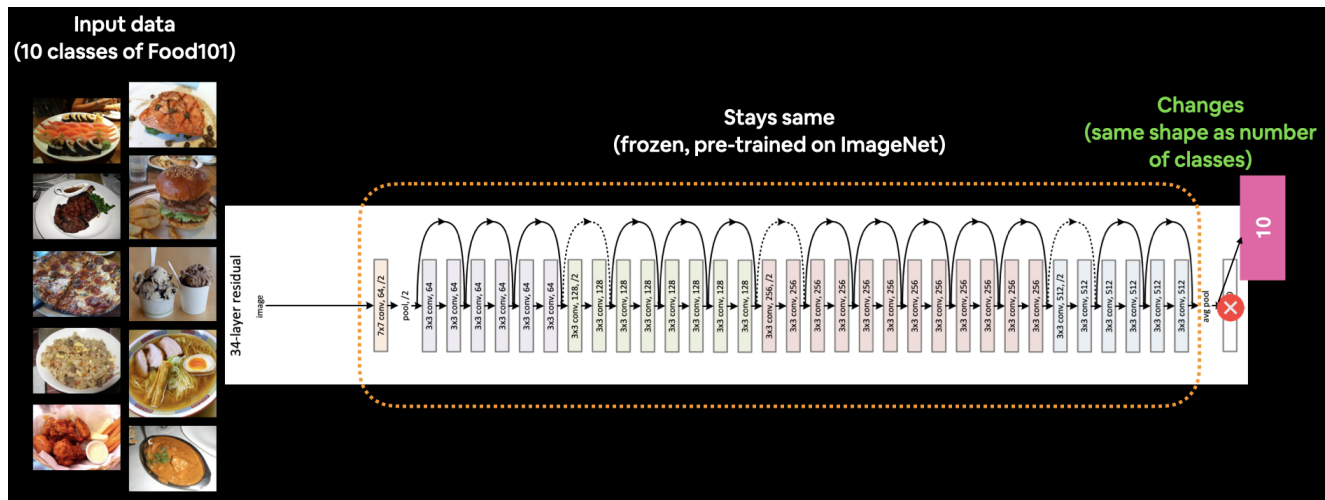 Input data
(10 classes of Food101)
Stays same
(frozen, pre-trained on ImageNet)
Changes
(same shape as number
of classes)
34-layer residual
image
7x7 conv, 64, /2
pool, /2
3x3 conv, 64
3x3 conv, 64
3x3 conv, 64
3x3 conv, 64
3x3 conv, 64
3x3 conv, 64
3x3 conv, 128, /2
3x3 conv, 128
3x3 conv, 128
3x3 conv, 128
3x3 conv, 128
3x3 conv, 128
3x3 conv, 128
3x3 conv, 128
3x3 conv, 256, /2
3x3 conv, 256
3x3 conv, 256
3x3 conv, 256
3x3 conv, 256
3x3 conv, 256
3x3 conv, 256
3x3 conv, 256
3x3 conv, 256
3x3 conv, 256
3x3 conv, 256
3x3 conv, 256
3x3 conv, 512, /2
3x3 conv, 512
3x3 conv, 512
3x3 conv, 512
3x3 conv, 512
3x3 conv, 512
avg pool
10